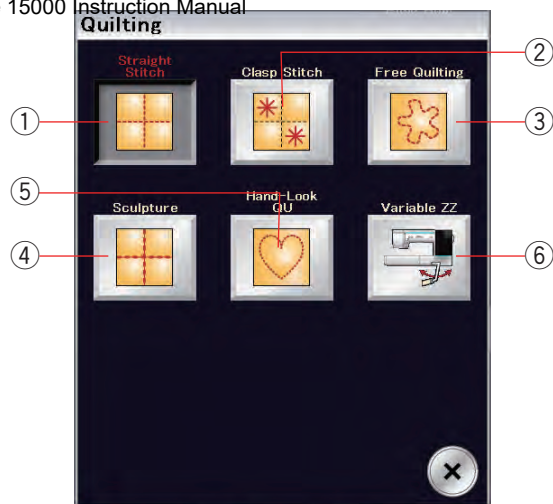 15000 Instruction Manual
Quilting
Straight
Stitch
Clasp Stitch
Free Quilting
Sculpture
Hand-Look
QU
Variable ZZ
①
②
③
④
⑤
⑥